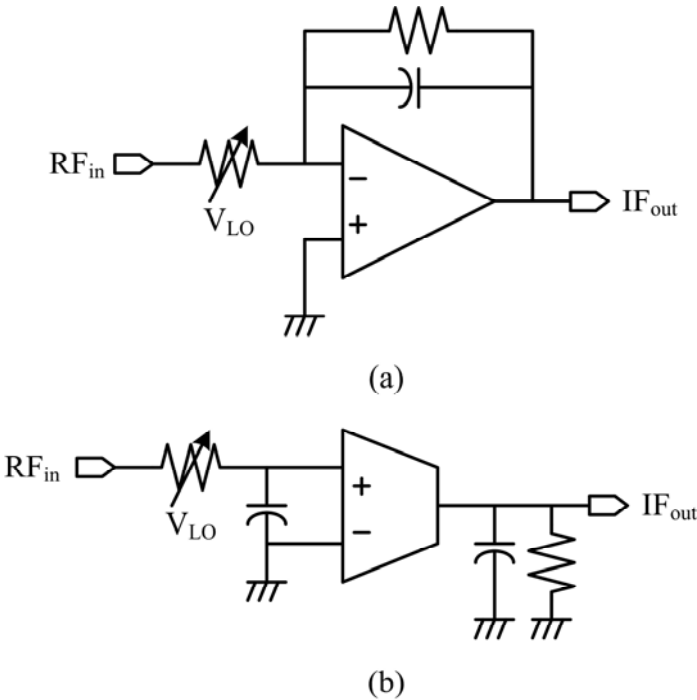 RFin
VLO
−
+
IFout
(a)
RFin
VLO
+
−
IFout
(b)